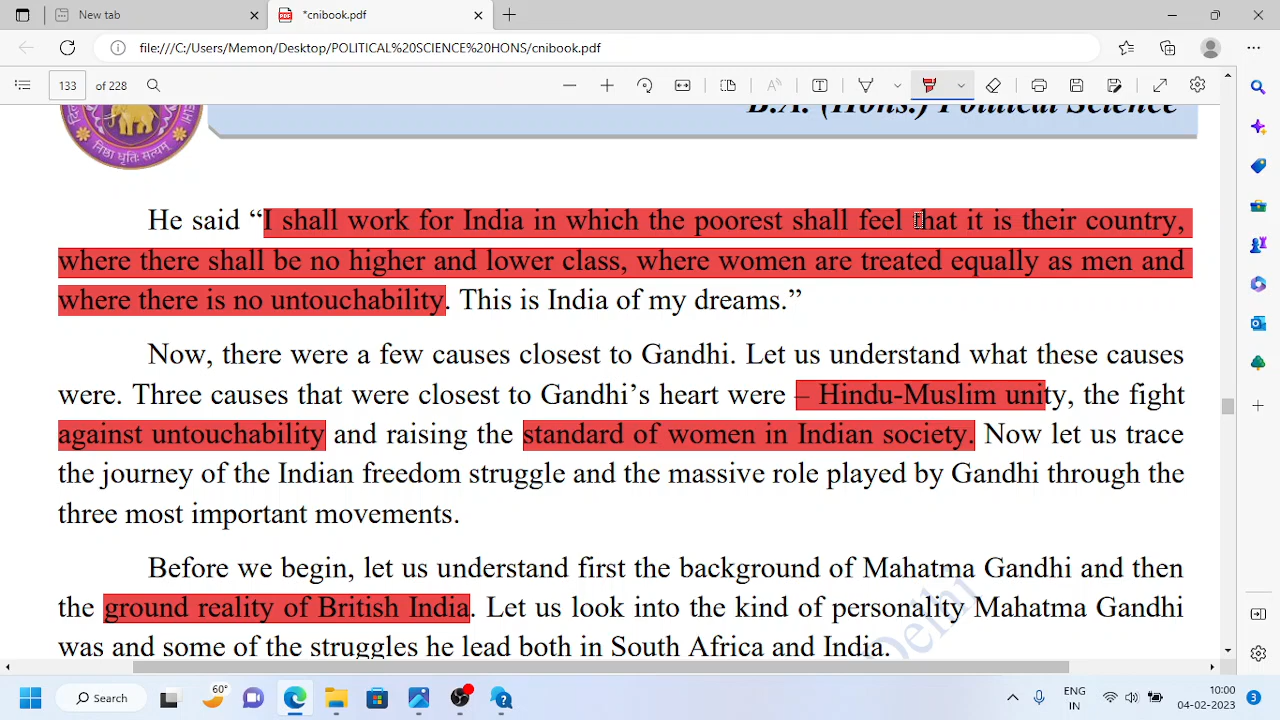 New tab
*cnibook.pdf
file:///C:/Users/Memon/Desktop/POLITICAL%20SCIENCE%20HONS/cnibook.pdf
133 of 228
B.A. (Hons.) Political Science
निष्ठा धृतिः सत्यम्
He said “I shall work for India in which the poorest shall feel that it is their country,
where there shall be no higher and lower class, where women are treated equally as men and
where there is no untouchability. This is India of my dreams.”
Now, there were a few causes closest to Gandhi. Let us understand what these causes
were. Three causes that were closest to Gandhi’s heart were – Hindu-Muslim unity, the fight
against untouchability and raising the standard of women in Indian society. Now let us trace
the journey of the Indian freedom struggle and the massive role played by Gandhi through the
three most important movements.
Before we begin, let us understand first the background of Mahatma Gandhi and then
the ground reality of British India. Let us look into the kind of personality Mahatma Gandhi
was and some of the struggles he lead both in South Africa and India.
Delhi
60°
Search
ENG
IN
10:00
04-02-2023
3